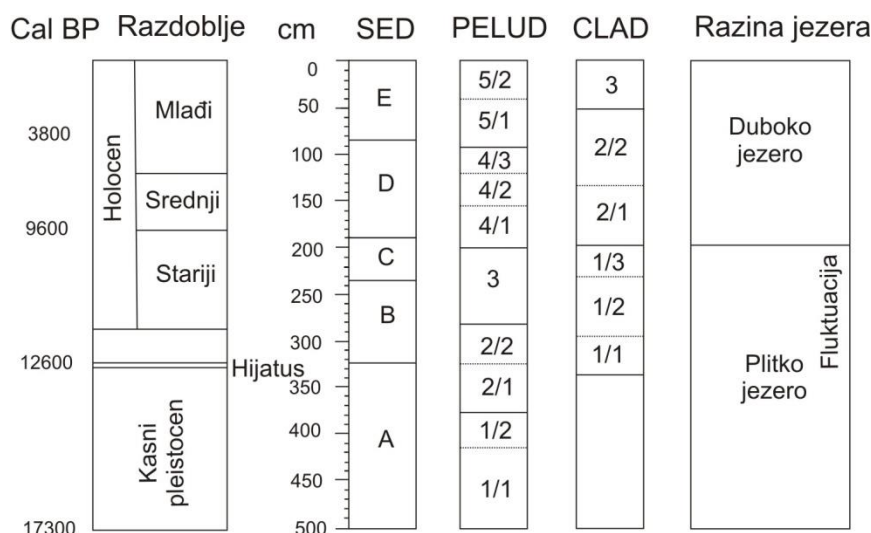 Cal BP Razdoblje cm SED PELUD CLAD Razina jezera
3800
9600
12600
17300
Holocen
Mlađi
Srednji
Stariji
Hijatus
Kasni
pleistocen
0
50
100
150
200
250
300
350
400
450
500
E
D
C
B
A
5/2
5/1
4/3
4/2
4/1
3
2/2
2/1
1/2
1/1
3
2/2
2/1
1/3
1/2
1/1
Duboko
jezero
Fluktuacija
Plitko
jezero